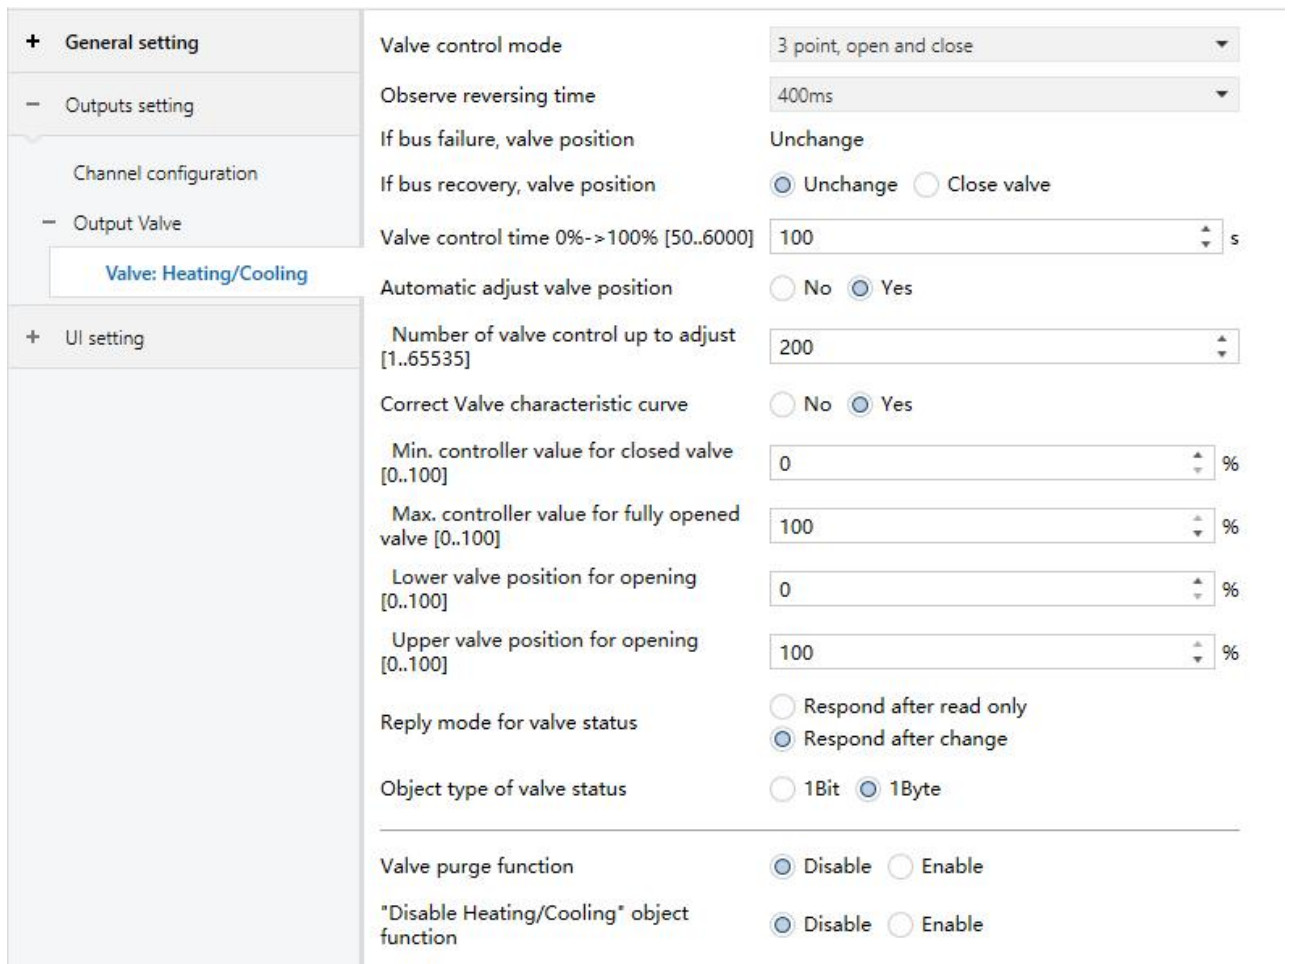 + General setting
− Outputs setting
Channel configuration
− Output Valve
Valve: Heating/Cooling
+ UI setting
Valve control mode 3 point, open and close
Observe reversing time 400ms
If bus failure, valve position Unchange
If bus recovery, valve position Unchange Close valve
Valve control time 0%->100% [50..6000] 100 s
Automatic adjust valve position No Yes
Number of valve control up to adjust
[1..65535] 200
Correct Valve characteristic curve No Yes
Min. controller value for closed valve
[0..100] 0 %
Max. controller value for fully opened
valve [0..100] 100 %
Lower valve position for opening
[0..100] 0 %
Upper valve position for opening
[0..100] 100 %
Reply mode for valve status
Respond after read only
Respond after change
Object type of valve status 1Bit 1Byte
Valve purge function Disable Enable
"Disable Heating/Cooling" object
function Disable Enable